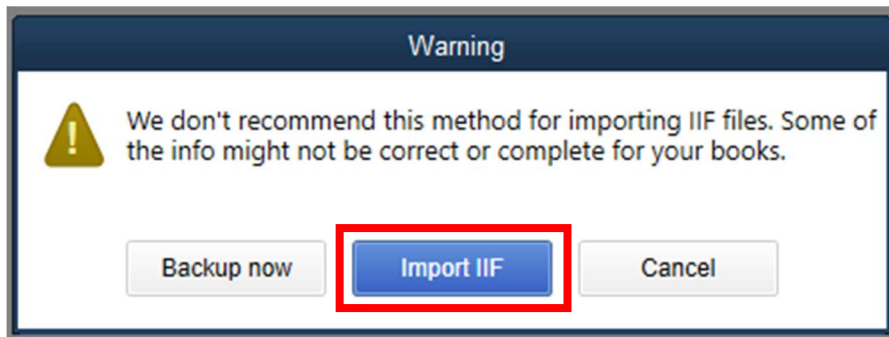 Warning
We don't recommend this method for importing IIF files. Some of
the info might not be correct or complete for your books.
Backup now
Import IIF
Cancel